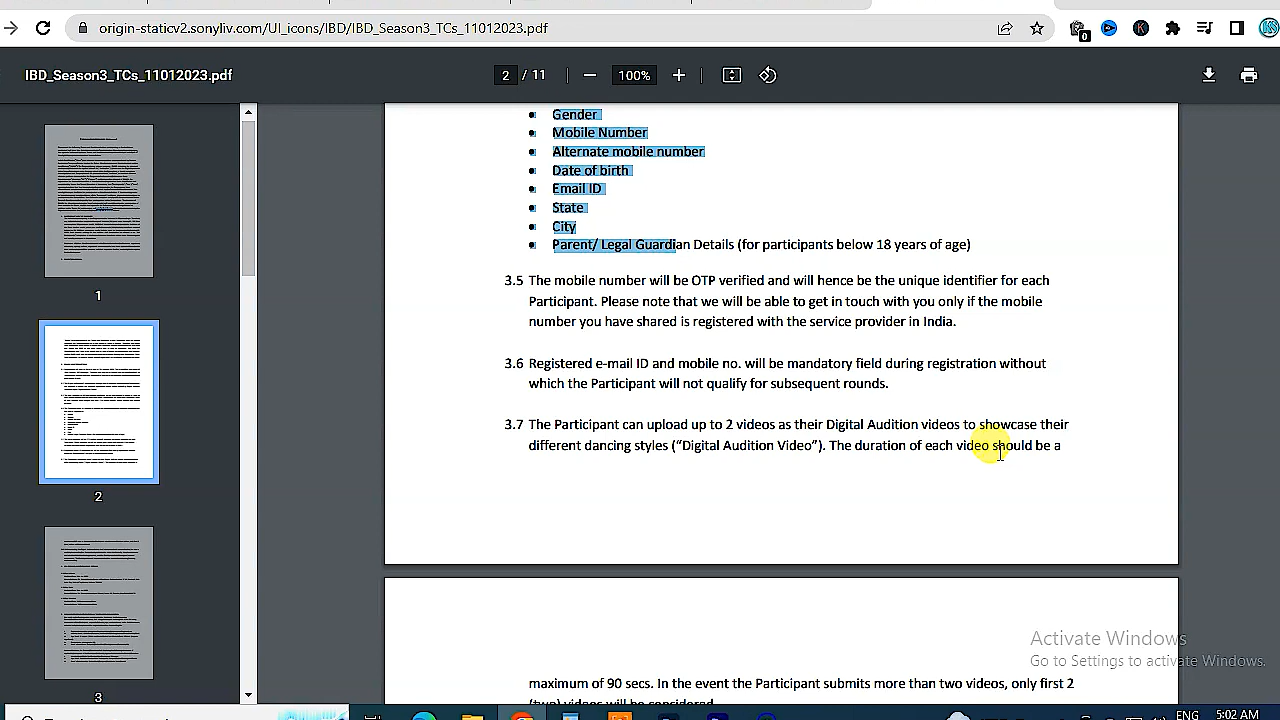 origin-staticv2.sonyliv.com/UI_icons/IBD/IBD_Season3_TCs_11012023.pdf
0
IBD_Season3_TCs_11012023.pdf
2 / 11
100%
Gender
Mobile Number
Alternate mobile number
Date of birth
Email ID
State
City
Parent/ Legal Guardian Details (for participants below 18 years of age)
3.5 The mobile number will be OTP verified and will hence be the unique identifier for each
Participant. Please note that we will be able to get in touch with you only if the mobile
number you have shared is registered with the service provider in India.
3.6 Registered e-mail ID and mobile no. will be mandatory field during registration without
which the Participant will not qualify for subsequent rounds.
3.7 The Participant can upload up to 2 videos as their Digital Audition videos to showcase their
different dancing styles (“Digital Audition Video”). The duration of each video should be a
maximum of 90 secs. In the event the Participant submits more than two videos, only first 2
(two) videos will be considered
1
2
3
Activate Windows
Go to Settings to activate Windows.
ENG
5:02 AM